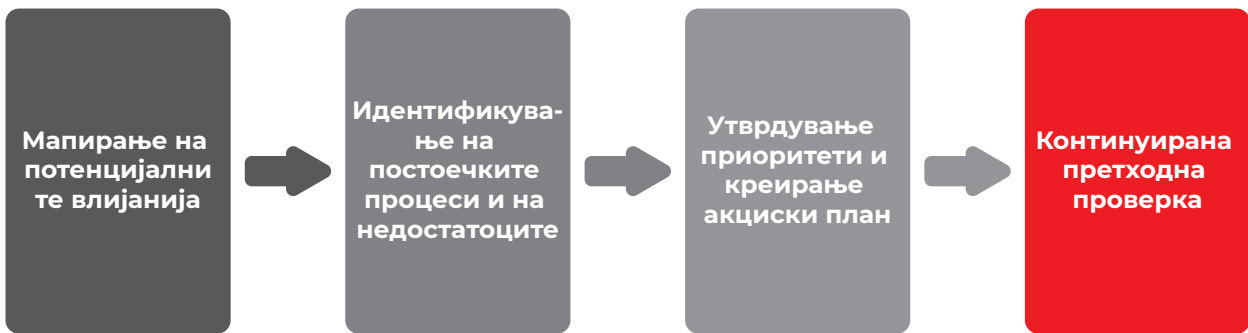 Мапирање на
потенцијални
те влијанија
Идентификува-
ње на
постоечките
процеси и на
недостатоците
Утврдување
приоритети и
креирање
акциски план
Континуирана
претходна
проверка